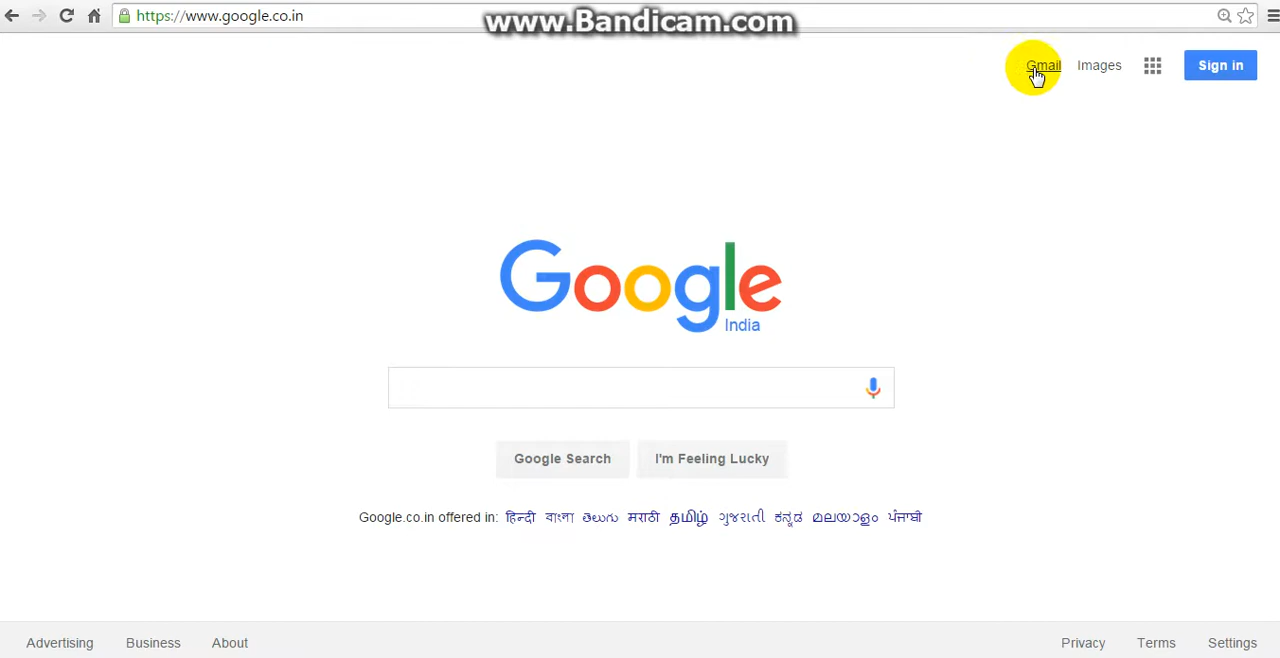 https://www.google.co.in
www.Bandicam.com
Gmail Images Sign in
Google
India
Google Search I'm Feeling Lucky
Google.co.in offered in: हिन्दी বাংলা తెలుగు मराठी தமிழ் ગુજરાતી ಕನ್ನಡ മലയാളം ਪੰਜਾਬੀ
Advertising Business About Privacy Terms Settings